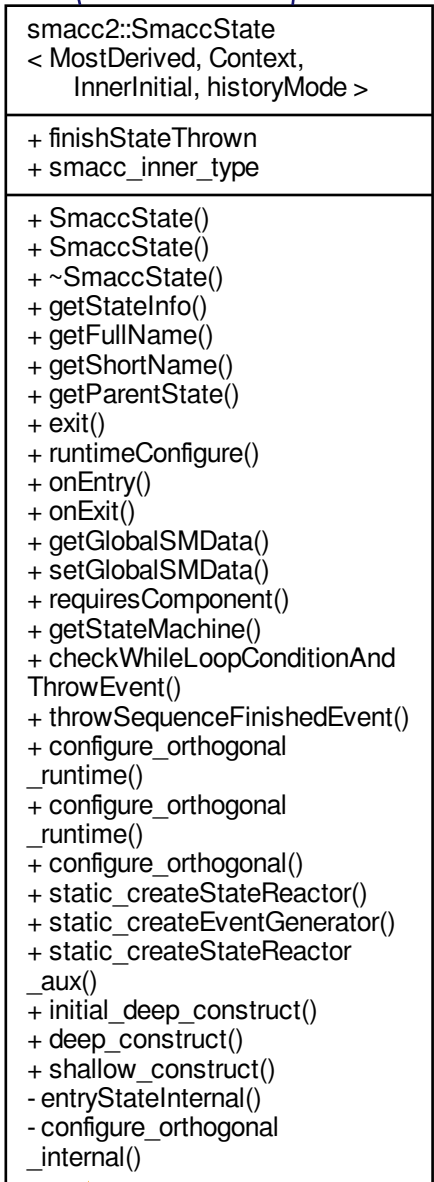 smacc2::SmaccState
< MostDerived, Context,
InnerInitial, historyMode >
+ finishStateThrown
+ smacc_inner_type
+ SmaccState()
+ SmaccState()
+ ~SmaccState()
+ getStateInfo()
+ getFullName()
+ getShortName()
+ getParentState()
+ exit()
+ runtimeConfigure()
+ onEntry()
+ onExit()
+ getGlobalSMData()
+ setGlobalSMData()
+ requiresComponent()
+ getStateMachine()
+ checkWhileLoopConditionAnd
ThrowEvent()
+ throwSequenceFinishedEvent()
+ configure_orthogonal
_runtime()
+ configure_orthogonal
_runtime()
+ configure_orthogonal()
+ static_createStateReactor()
+ static_createEventGenerator()
+ static_createStateReactor
_aux()
+ initial_deep_construct()
+ deep_construct()
+ shallow_construct()
- entryStateInternal()
- configure_orthogonal
_internal()